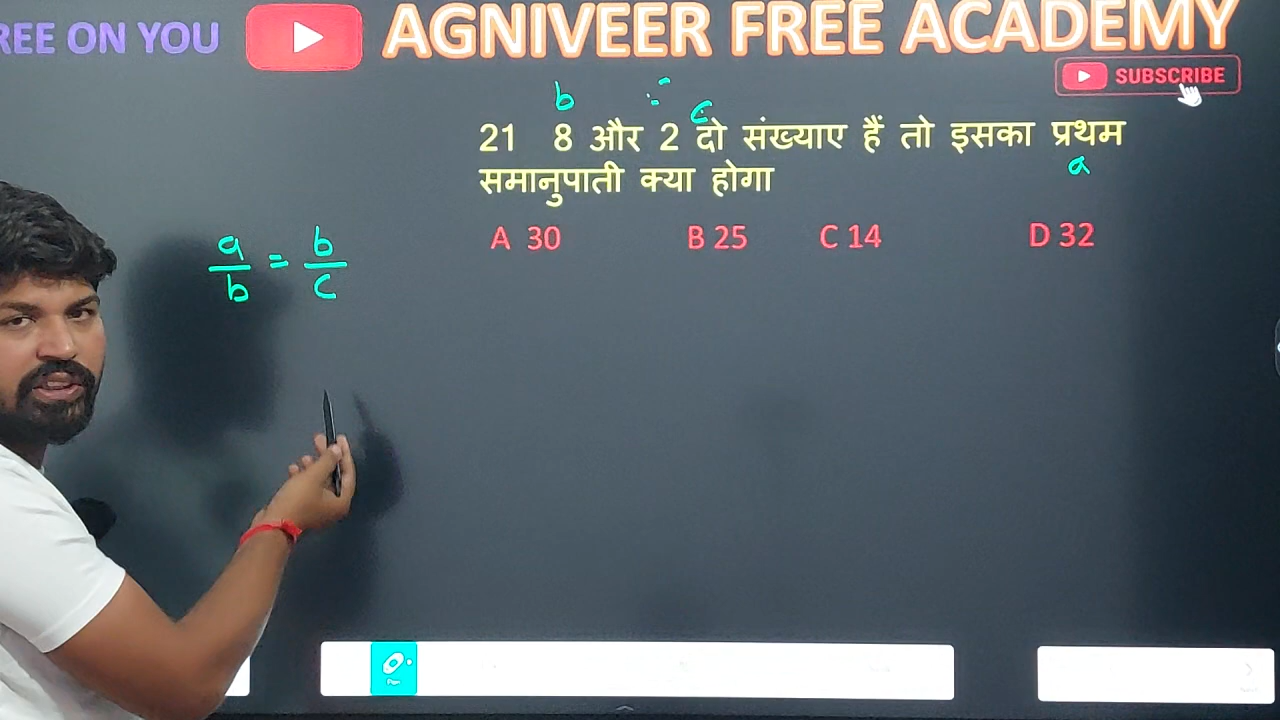 REE ON YOU AGNIVEER FREE ACADEMY
SUBSCRIBE
b c
21 8 और 2 दो संख्याए हैं तो इसका प्रथम
a
समानुपाती क्या होगा
A 30 B 25 C 14 D 32
a/b = b/c